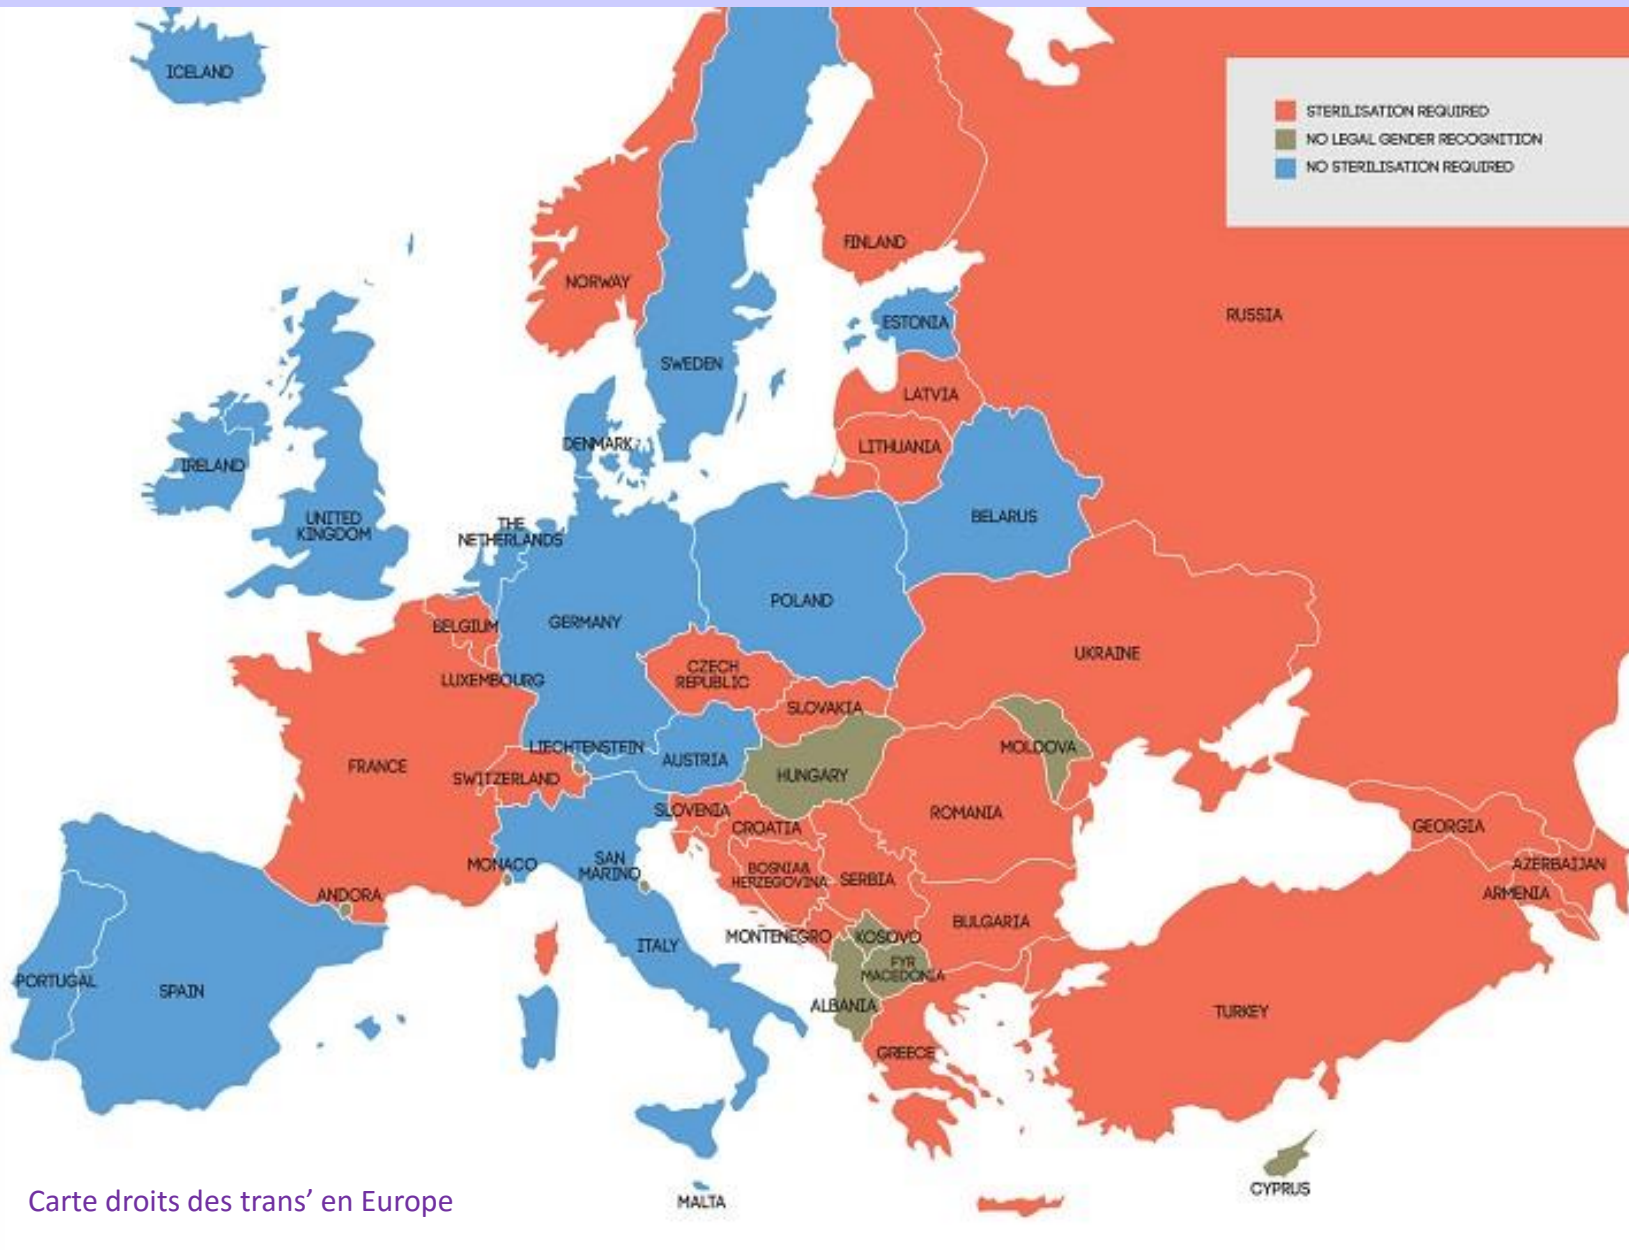 ICELAND
STERILISATION REQUIRED
NO LEGAL GENDER RECOGNITION
NO STERILISATION REQUIRED
FINLAND
NORWAY
RUSSIA
ESTONIA
SWEDEN
LATVIA
DENMARK
LITHUANIA
IRELAND
BELARUS
UNITED
KINGDOM
THE
NETHERLANDS
POLAND
GERMANY
BELGIUM
UKRAINE
CZECH
REPUBLIC
LUXEMBOURG
SLOVAKIA
LIECHTENSTEIN
MOLDOVA
AUSTRIA
FRANCE
SWITZERLAND
HUNGARY
SLOVENIA
ROMANIA
CROATIA
GEORGIA
MONACO
SAN
MARINO
BOSNIA&
HERZEGOVINA
SERBIA
AZERBAIJAN
ANDORA
ARMENIA
BULGARIA
MONTENEGRO
KOSOVO
ITALY
FYR
MACEDONIA
PORTUGAL
SPAIN
ALBANIA
TURKEY
GREECE
CYPRUS
MALTA
Carte droits des trans’ en Europe